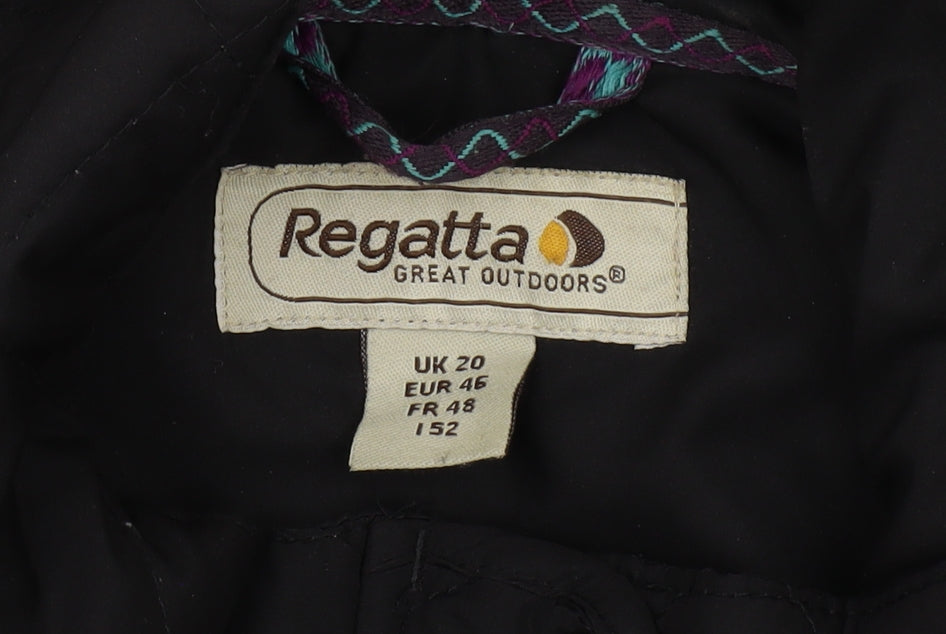 Regatta
GREAT OUTDOORS®
UK 20
EUR 46
FR 48
I 52